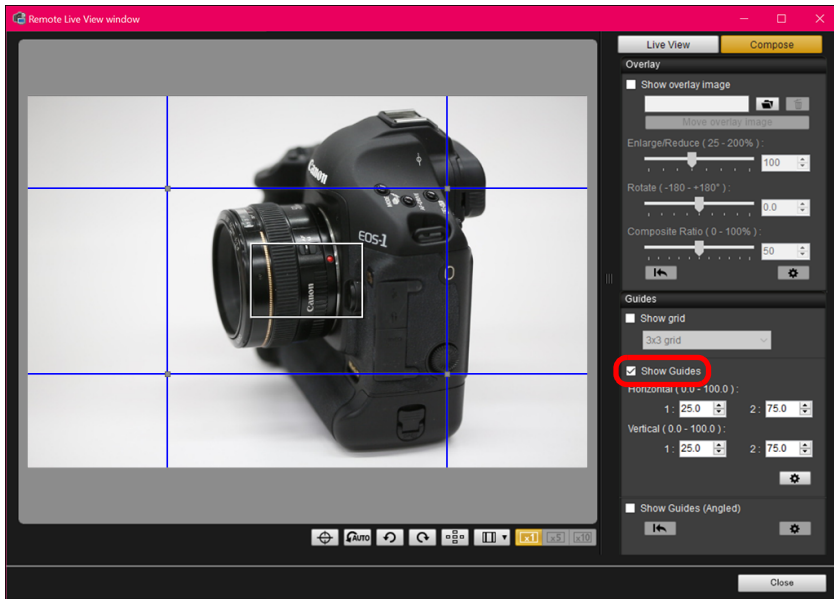 Remote Live View window
Live View
Compose
Overlay
Show overlay image
Move overlay image
Enlarge/Reduce ( 25 - 200% ) :
100
Rotate ( -180 - +180° ) :
0.0
Composite Ratio ( 0 - 100% ) :
50
Guides
Show grid
3x3 grid
Show Guides
Horizontal ( 0.0 - 100.0 ) :
1 : 25.0 2 : 75.0
Vertical ( 0.0 - 100.0 ) :
1 : 25.0 2 : 75.0
Show Guides (Angled)
Canon
EOS-1
Canon
AUTO
x1 x5 x10
Close